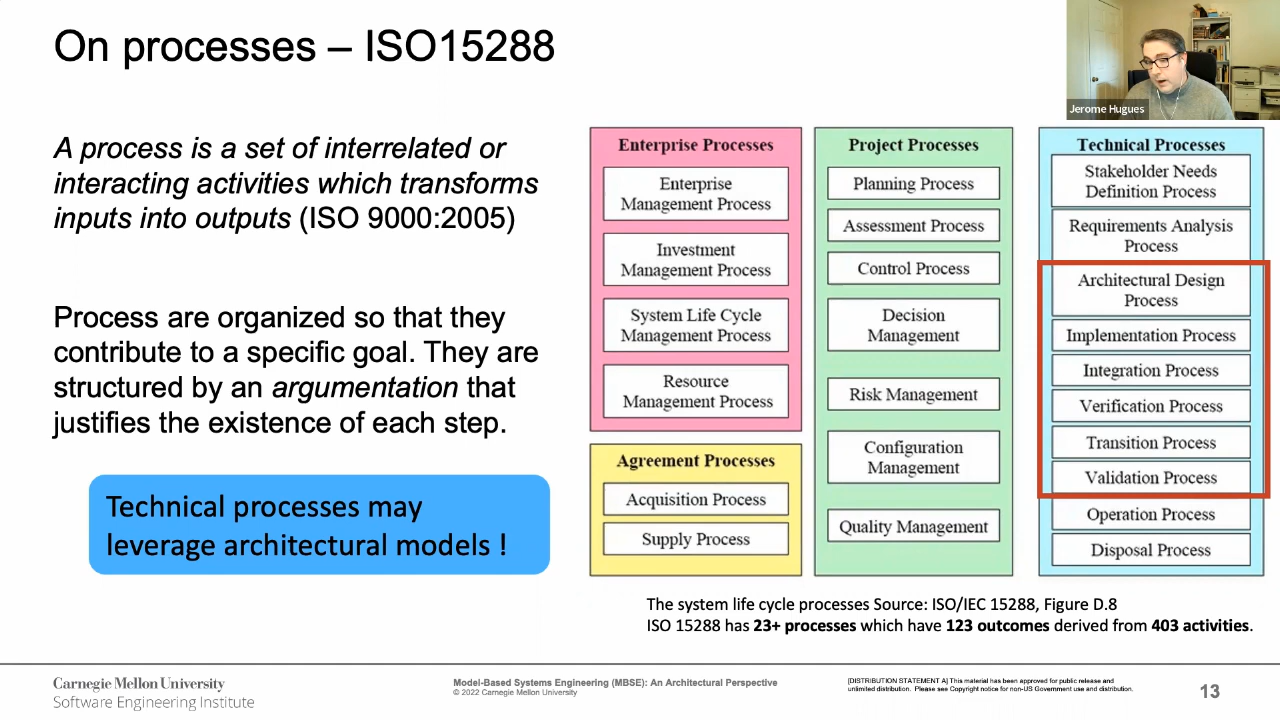 On processes – ISO15288
Jerome Hugues
A process is a set of interrelated or
interacting activities which transforms
inputs into outputs (ISO 9000:2005)
Process are organized so that they
contribute to a specific goal. They are
structured by an argumentation that
justifies the existence of each step.
Technical processes may
leverage architectural models !
Enterprise Processes
Enterprise
Management Process
Investment
Management Process
System Life Cycle
Management Process
Resource
Management Process
Agreement Processes
Acquisition Process
Supply Process
Project Processes
Planning Process
Assessment Process
Control Process
Decision
Management
Risk Management
Configuration
Management
Quality Management
Technical Processes
Stakeholder Needs
Definition Process
Requirements Analysis
Process
Architectural Design
Process
Implementation Process
Integration Process
Verification Process
Transition Process
Validation Process
Operation Process
Disposal Process
The system life cycle processes Source: ISO/IEC 15288, Figure D.8
ISO 15288 has 23+ processes which have 123 outcomes derived from 403 activities.
Carnegie Mellon University
Software Engineering Institute
Model-Based Systems Engineering (MBSE): An Architectural Perspective
© 2022 Carnegie Mellon University
[DISTRIBUTION STATEMENT A] This material has been approved for public release and
unlimited distribution. Please see Copyright notice for non-US Government use and distribution.
13